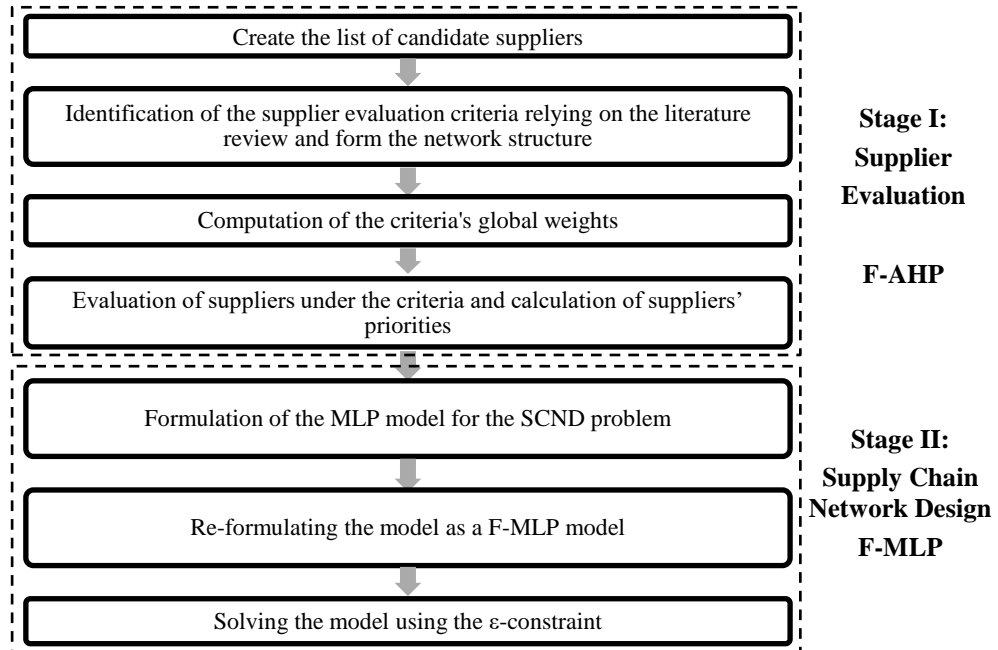 Create the list of candidate suppliers
Identification of the supplier evaluation criteria relying on the literature
review and form the network structure
Computation of the criteria's global weights
Evaluation of suppliers under the criteria and calculation of suppliers’
priorities
Stage I:
Supplier
Evaluation
F-AHP
Formulation of the MLP model for the SCND problem
Re-formulating the model as a F-MLP model
Solving the model using the ε-constraint
Stage II:
Supply Chain
Network Design
F-MLP